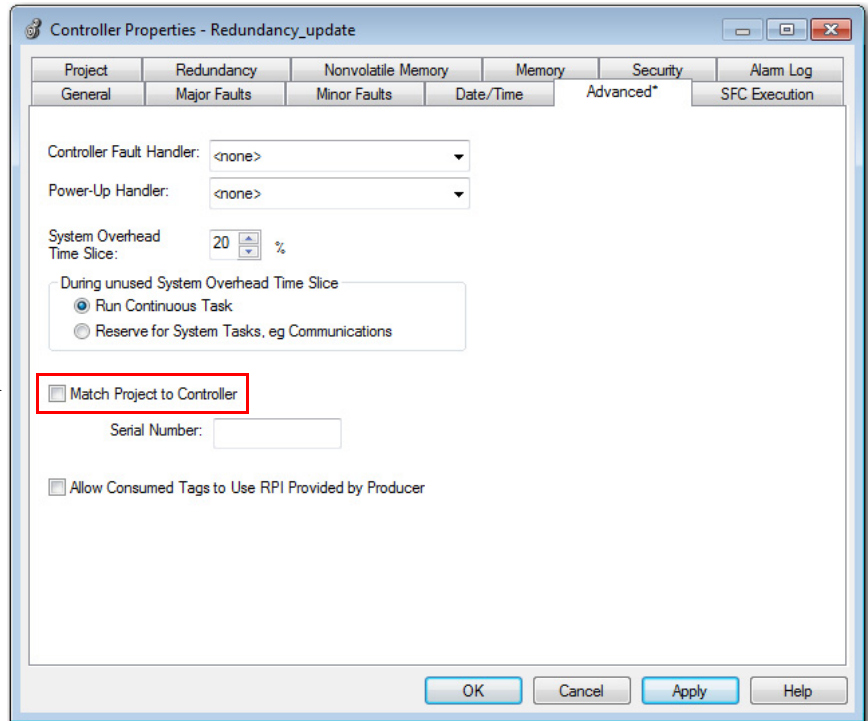 Controller Properties - Redundancy_update
Project Redundancy Nonvolatile Memory Memory Security Alarm Log
General Major Faults Minor Faults Date/Time Advanced* SFC Execution
Controller Fault Handler: <none>
Power-Up Handler: <none>
System Overhead
Time Slice: 20 %
During unused System Overhead Time Slice
Run Continuous Task
Reserve for System Tasks, eg Communications
Match Project to Controller
Serial Number:
Allow Consumed Tags to Use RPI Provided by Producer
OK Cancel Apply Help